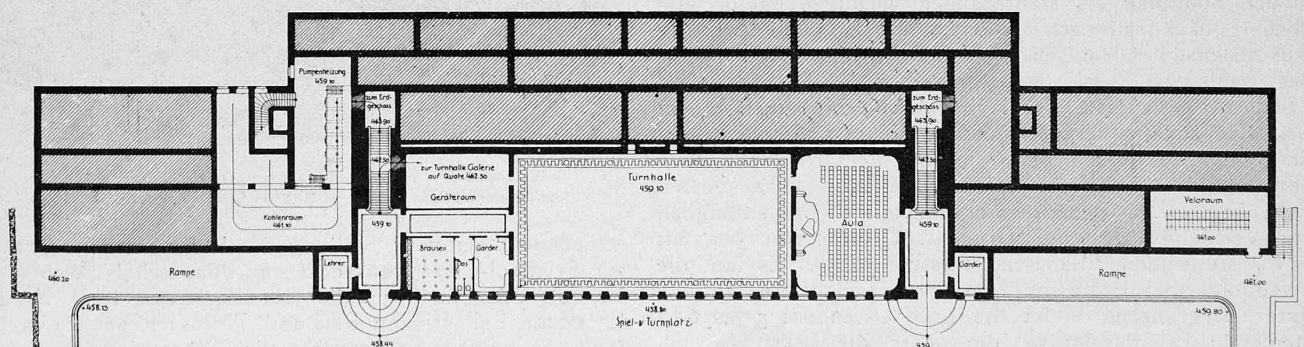 Pumpenheizung
459.10
zum Erd-
geschoss
463.90
462.50
zur Turnhalle Galerie
auf Quote 462.50
Geräteraum
Turnhalle
459.10
Aula
zum Erd-
geschoss
463.90
462.50
Kohlenraum
461.10
459.10
Brausen
Garder.
459.10
Veloraum
461.00
460.20
Rampe
Lehrer
Garder
Rampe
461.00
458.13
458.80
459.80
Spiel- u Turnplatz